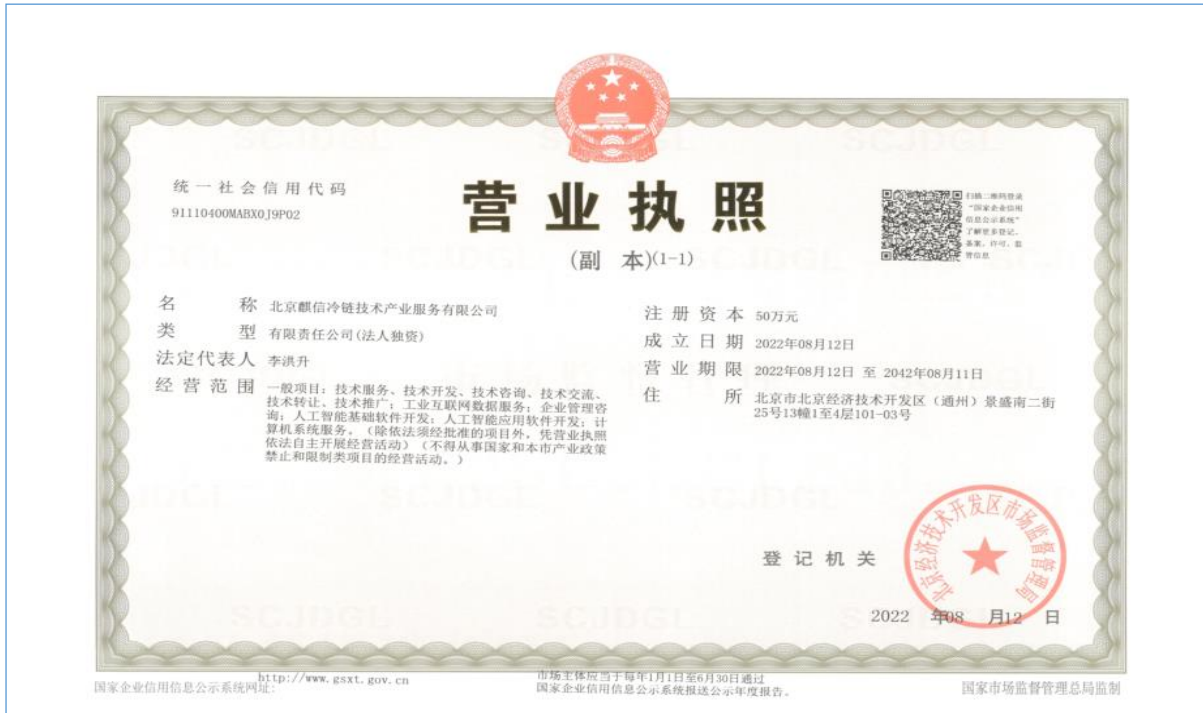 统一社会信用代码
91110400MABX0J9P02
营业执照
(副 本)(1-1)
扫描二维码登录
“国家企业信用
信息公示系统”
了解更多登记、
备案、许可、监
管信息
名 称 北京麒信冷链技术产业服务有限公司
类 型 有限责任公司(法人独资)
法定代表人 李洪升
经营范围 一般项目：技术服务、技术开发、技术咨询、技术交流、
技术转让、技术推广；工业互联网数据服务；企业管理咨
询；人工智能基础软件开发；人工智能应用软件开发；计
算机系统服务。（除依法须经批准的项目外，凭营业执照
依法自主开展经营活动）（不得从事国家和本市产业政策
禁止和限制类项目的经营活动。）
注册资本 50万元
成立日期 2022年08月12日
营业期限 2022年08月12日 至 2042年08月11日
住 所 北京市北京经济技术开发区（通州）景盛南二街
25号13幢1至4层101-03号
登记机关
北京经济技术开发区市场监督管理局
2022 年08 月12 日
国家企业信用信息公示系统网址：
http://www.gsxt.gov.cn
市场主体应当于每年1月1日至6月30日通过
国家企业信用信息公示系统报送公示年度报告。
国家市场监督管理总局监制
SCJDGL